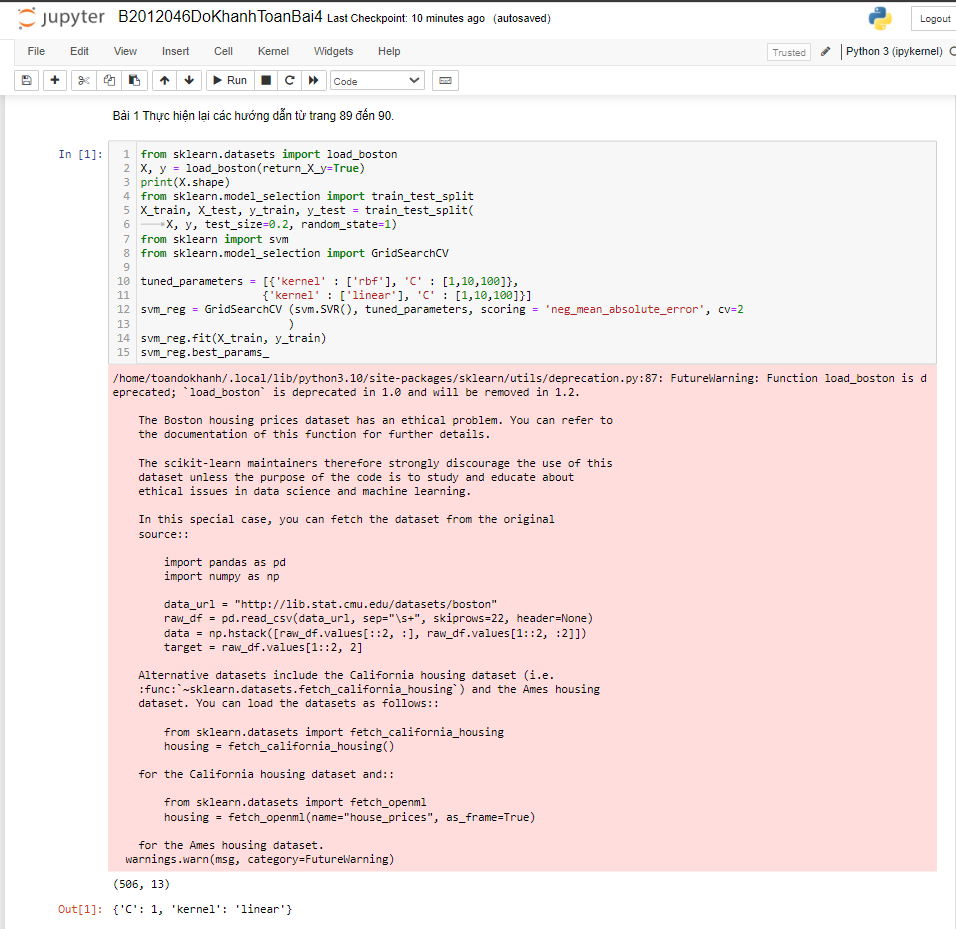 jupyter B2012046DoKhanhToanBai4 Last Checkpoint: 10 minutes ago (autosaved) Logout
File Edit View Insert Cell Kernel Widgets Help Trusted Python 3 (ipykernel)
Run Code
Bài 1 Thực hiện lại các hướng dẫn từ trang 89 đến 90.
In [1]: 1 from sklearn.datasets import load_boston
2 X, y = load_boston(return_X_y=True)
3 print(X.shape)
4 from sklearn.model_selection import train_test_split
5 X_train, X_test, y_train, y_test = train_test_split(
6 X, y, test_size=0.2, random_state=1)
7 from sklearn import svm
8 from sklearn.model_selection import GridSearchCV
9
10 tuned_parameters = [{'kernel' : ['rbf'], 'C' : [1,10,100]},
11 {'kernel' : ['linear'], 'C' : [1,10,100]}]
12 svm_reg = GridSearchCV (svm.SVR(), tuned_parameters, scoring = 'neg_mean_absolute_error', cv=2
13 )
14 svm_reg.fit(X_train, y_train)
15 svm_reg.best_params_
/home/toandokhanh/.local/lib/python3.10/site-packages/sklearn/utils/deprecation.py:87: FutureWarning: Function load_boston is d
eprecated; `load_boston` is deprecated in 1.0 and will be removed in 1.2.
The Boston housing prices dataset has an ethical problem. You can refer to
the documentation of this function for further details.
The scikit-learn maintainers therefore strongly discourage the use of this
dataset unless the purpose of the code is to study and educate about
ethical issues in data science and machine learning.
In this special case, you can fetch the dataset from the original
source::
import pandas as pd
import numpy as np
data_url = "http://lib.stat.cmu.edu/datasets/boston"
raw_df = pd.read_csv(data_url, sep="\s+", skiprows=22, header=None)
data = np.hstack([raw_df.values[::2, :], raw_df.values[1::2, :2]])
target = raw_df.values[1::2, 2]
Alternative datasets include the California housing dataset (i.e.
:func:`~sklearn.datasets.fetch_california_housing`) and the Ames housing
dataset. You can load the datasets as follows::
from sklearn.datasets import fetch_california_housing
housing = fetch_california_housing()
for the California housing dataset and::
from sklearn.datasets import fetch_openml
housing = fetch_openml(name="house_prices", as_frame=True)
for the Ames housing dataset.
warnings.warn(msg, category=FutureWarning)
(506, 13)
Out[1]: {'C': 1, 'kernel': 'linear'}